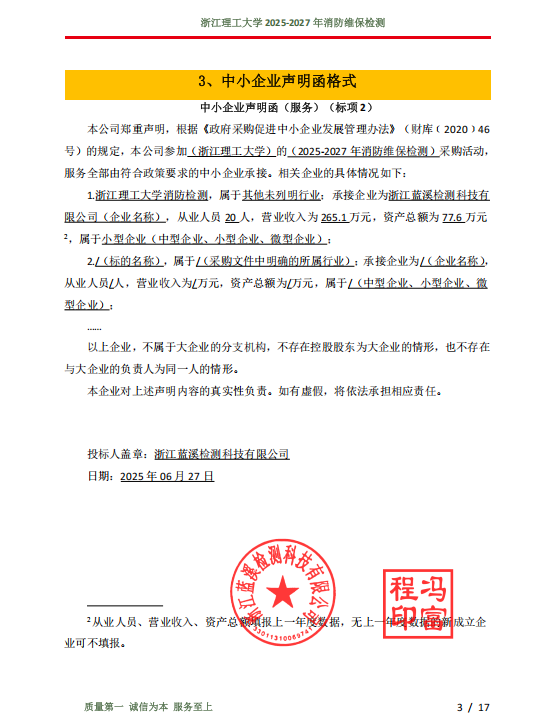 浙江理工大学 2025-2027 年消防维保检测
3、中小企业声明函格式
中小企业声明函（服务）（标项 2）
本公司郑重声明，根据《政府采购促进中小企业发展管理办法》（财库﹝2020﹞46
号）的规定，本公司参加（浙江理工大学）的（2025-2027 年消防维保检测）采购活动，
服务全部由符合政策要求的中小企业承接。相关企业的具体情况如下：
1.浙江理工大学消防检测，属于其他未列明行业；承接企业为浙江蓝溪检测科技有
限公司（企业名称），从业人员 20 人，营业收入为 265.1 万元，资产总额为 77.6 万元
2，属于小型企业（中型企业、小型企业、微型企业）；
2./（标的名称），属于/（采购文件中明确的所属行业）；承接企业为/（企业名称），
从业人员/人，营业收入为/万元，资产总额为/万元，属于/（中型企业、小型企业、微
型企业）；
……
以上企业，不属于大企业的分支机构，不存在控股股东为大企业的情形，也不存在
与大企业的负责人为同一人的情形。
本企业对上述声明内容的真实性负责。如有虚假，将依法承担相应责任。
投标人盖章：浙江蓝溪检测科技有限公司
日期：2025 年 06 月 27 日
浙江蓝溪检测科技有限公司
冯富程印
2从业人员、营业收入、资产总额填报上一年度数据，无上一年度数据的新成立企
业可不填报。
质量第一 诚信为本 服务至上
3 / 17